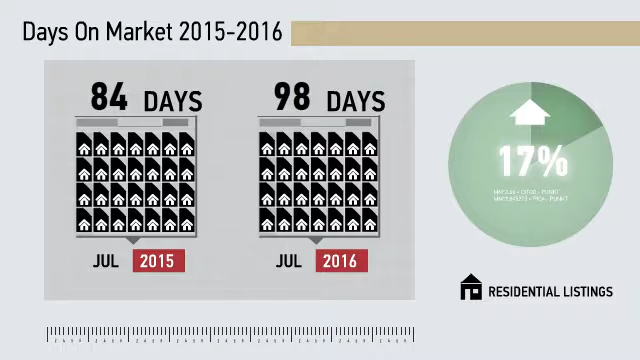 Days On Market 2015-2016
84 DAYS
98 DAYS
17%
JUL 2015
JUL 2016
RESIDENTIAL LISTINGS